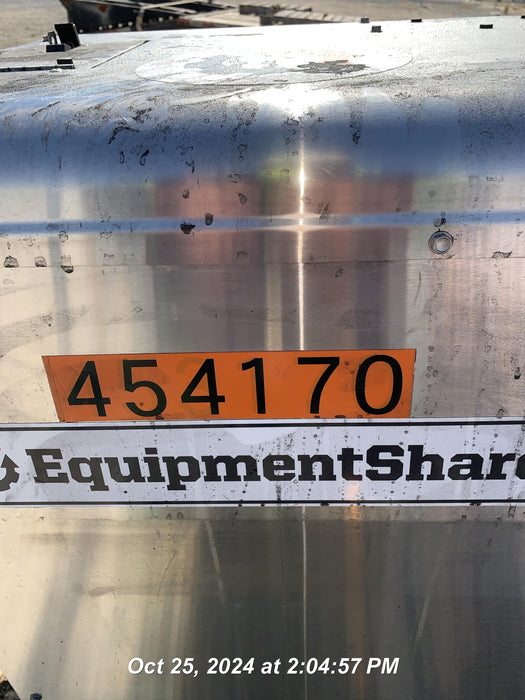 454170
EquipmentShar
Oct 25, 2024 at 2:04:57 PM